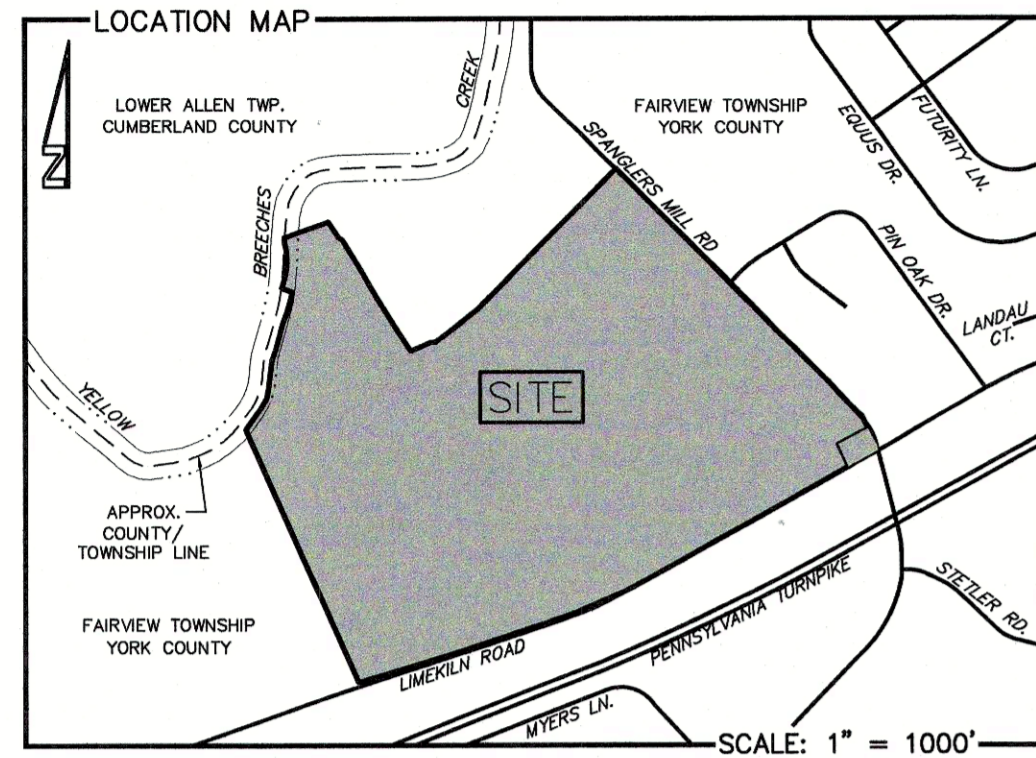 LOCATION MAP
N
LOWER ALLEN TWP.
CUMBERLAND COUNTY
CREEK
FAIRVIEW TOWNSHIP
YORK COUNTY
SPANGLERS MILL RD
EQUUS DR.
FUTURITY LN.
BREECHES
PIN OAK DR.
LANDAU
CT.
SITE
YELLOW
APPROX.
COUNTY/
TOWNSHIP LINE
FAIRVIEW TOWNSHIP
YORK COUNTY
LIMEKILN ROAD
PENNSYLVANIA TURNPIKE
STETLER RD.
MYERS LN.
SCALE: 1" = 1000'